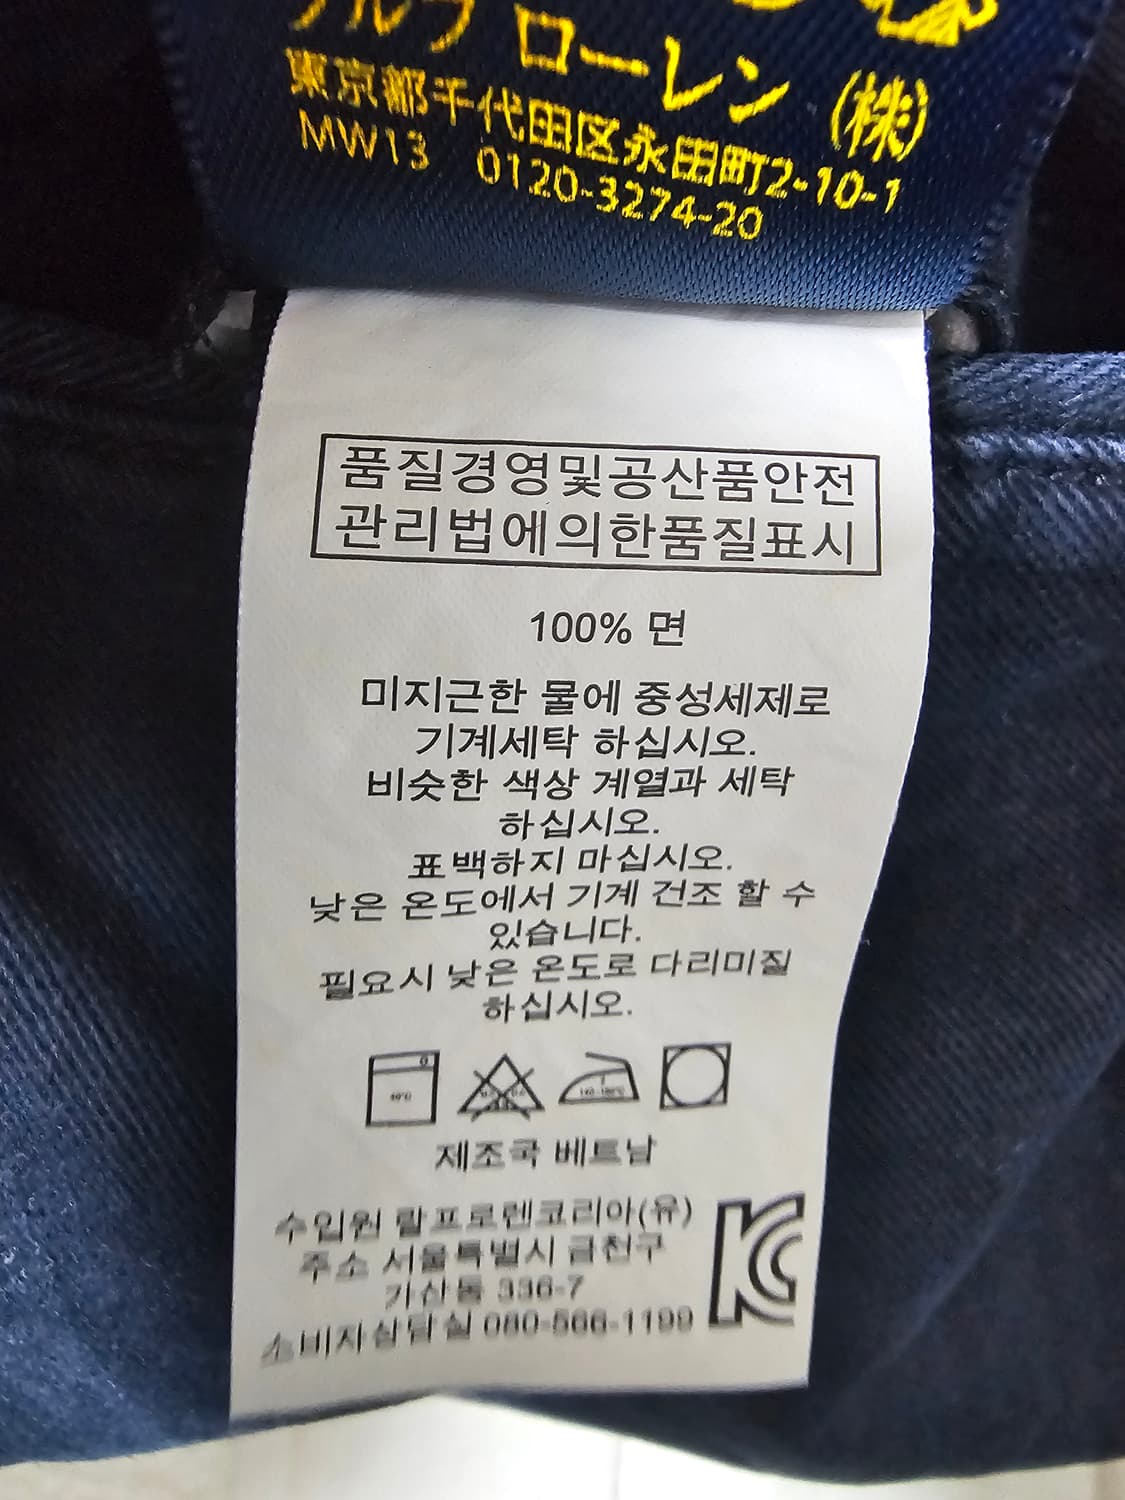 ルフ ローレン (株)
東京都千代田区永田町2-10-1
MW13 0120-3274-20
품질경영및공산품안전
관리법에의한품질표시
100% 면
미지근한 물에 중성세제로
기계세탁 하십시오.
비슷한 색상 계열과 세탁
하십시오.
표백하지 마십시오.
낮은 온도에서 기계 건조 할 수
있습니다.
필요시 낮은 온도로 다리미질
하십시오.
40°C
140-160°C
제조국 베트남
수입원 랄프로렌코리아(유)
주소 서울특별시 금천구
가산동 336-7
소비자상담실 080-566-1199